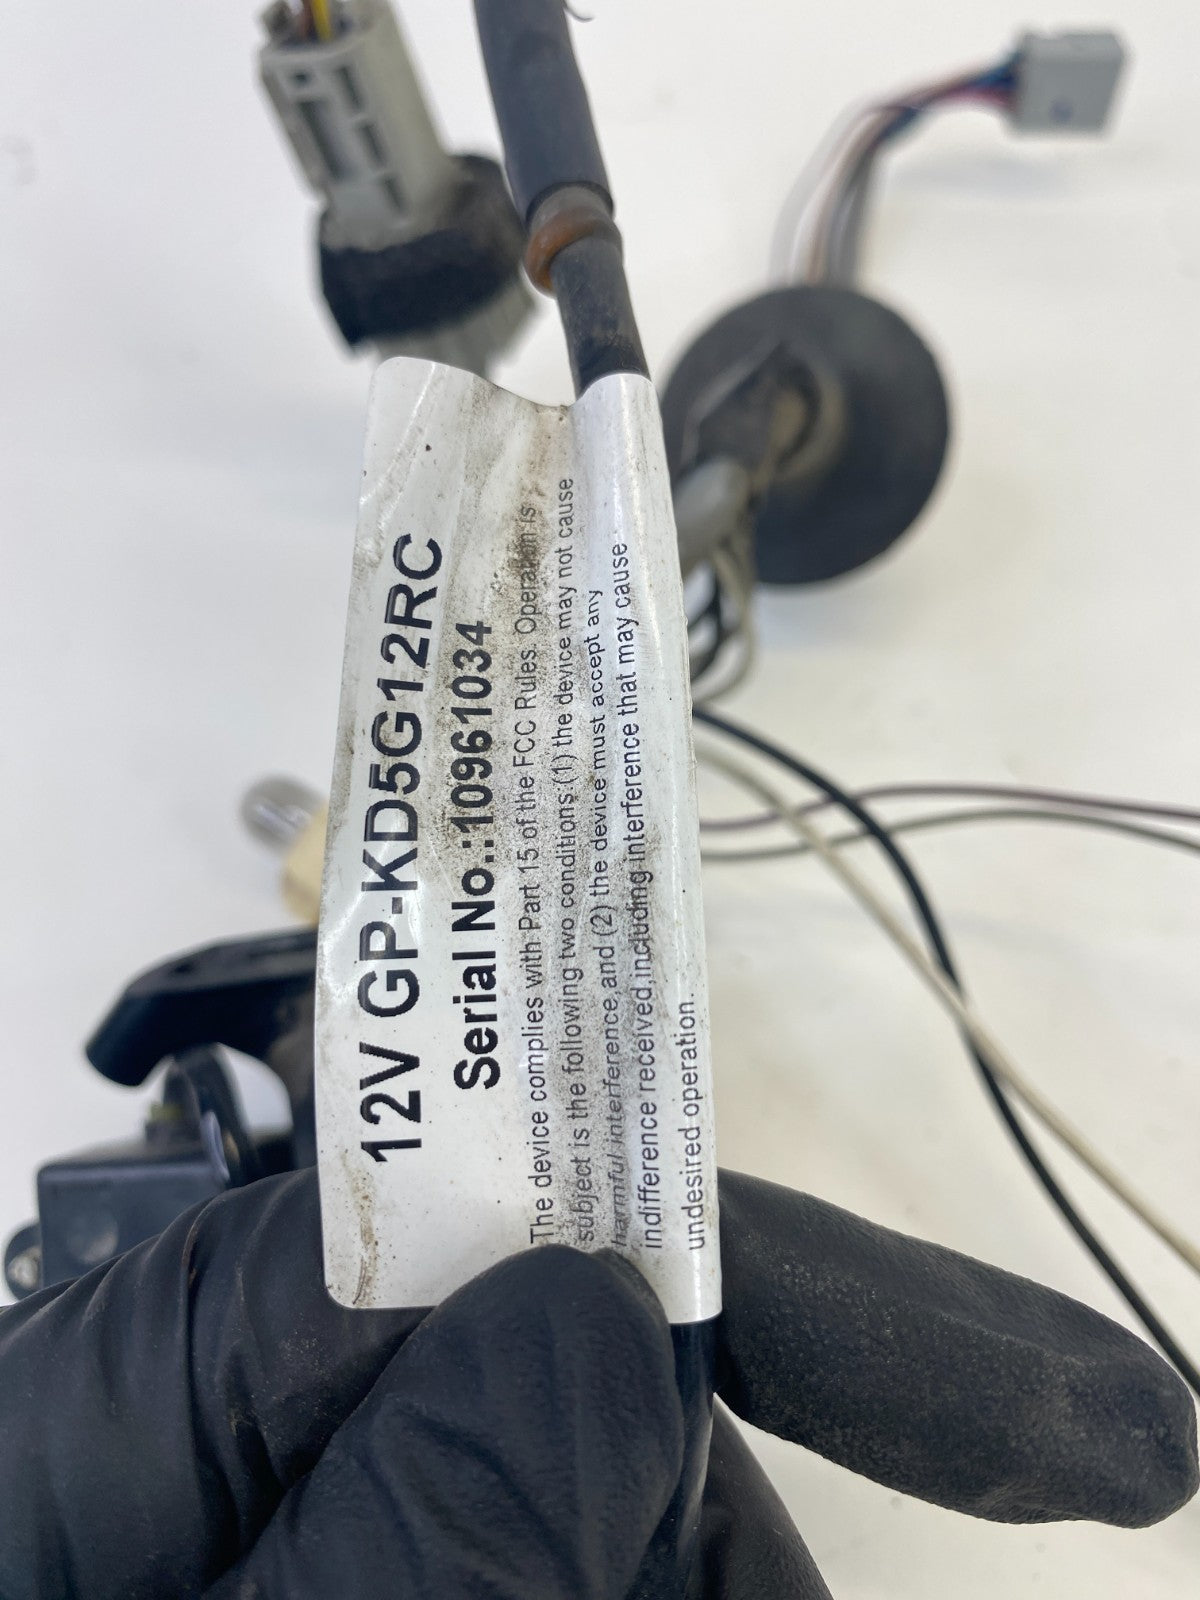 12V GP-KD5G12RC
Serial No.:10961034
The device complies with Part 15 of the FCC Rules. Operation is
subject is the following two conditions:(1) the device may not cause
harmful interference,and (2) the device must accept any
indifference received,including interference that may cause
undesired operation.